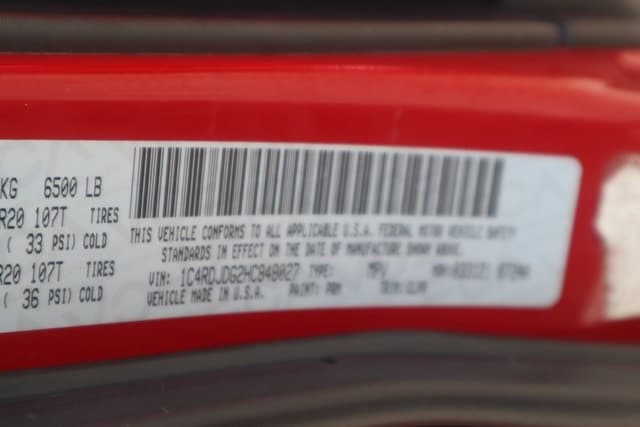 KG 6500 LB
R20 107T TIRES
( 33 PSI) COLD
R20 107T TIRES
( 36 PSI) COLD
THIS VEHICLE CONFORMS TO ALL APPLICABLE U.S.A. FEDERAL MOTOR VEHICLE SAFETY
STANDARDS IN EFFECT ON THE DATE OF MANUFACTURE SHOWN ABOVE.
VIN: 1C4RDJDG2HC848027 TYPE: MPV
VEHICLE MADE IN U.S.A. PAINT: PRM TRIM: